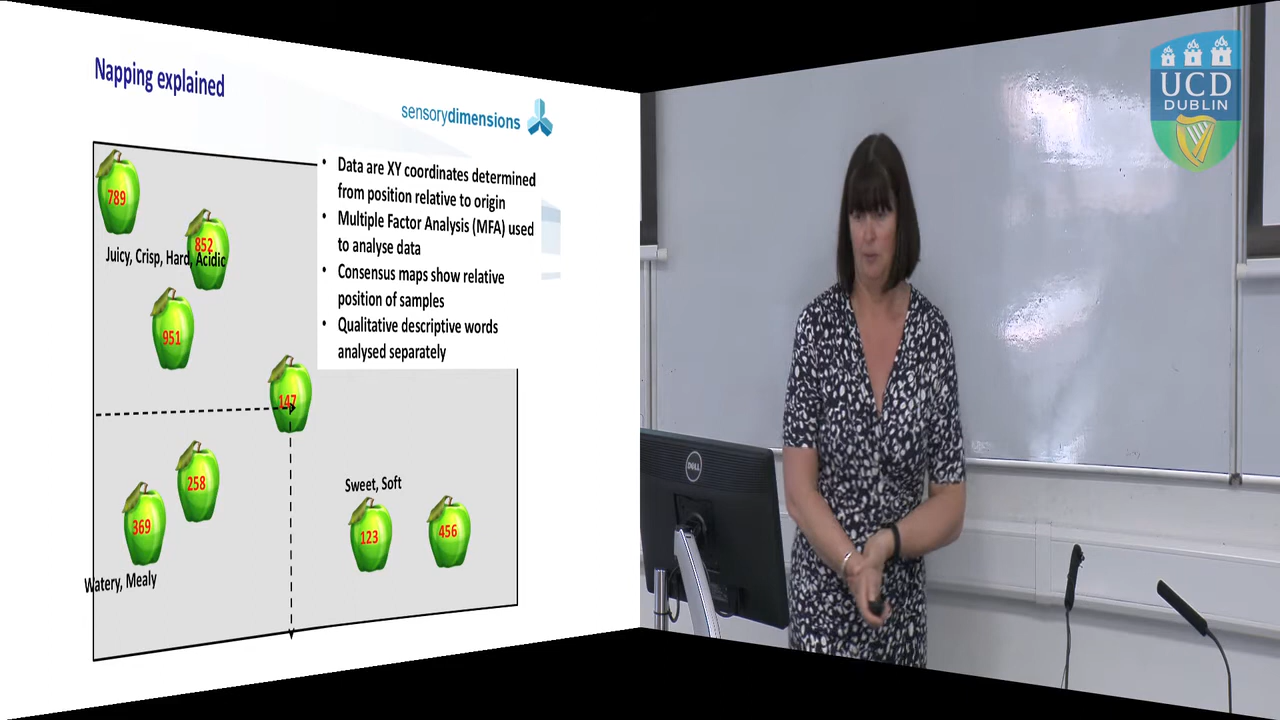 Napping explained
sensorydimensions
789
852
Juicy, Crisp, Hard, Acidic
951
147
258
369
Watery, Mealy
Sweet, Soft
123
456
• Data are XY coordinates determined
from position relative to origin
• Multiple Factor Analysis (MFA) used
to analyse data
• Consensus maps show relative
position of samples
• Qualitative descriptive words
analysed separately
DELL
UCD
DUBLIN